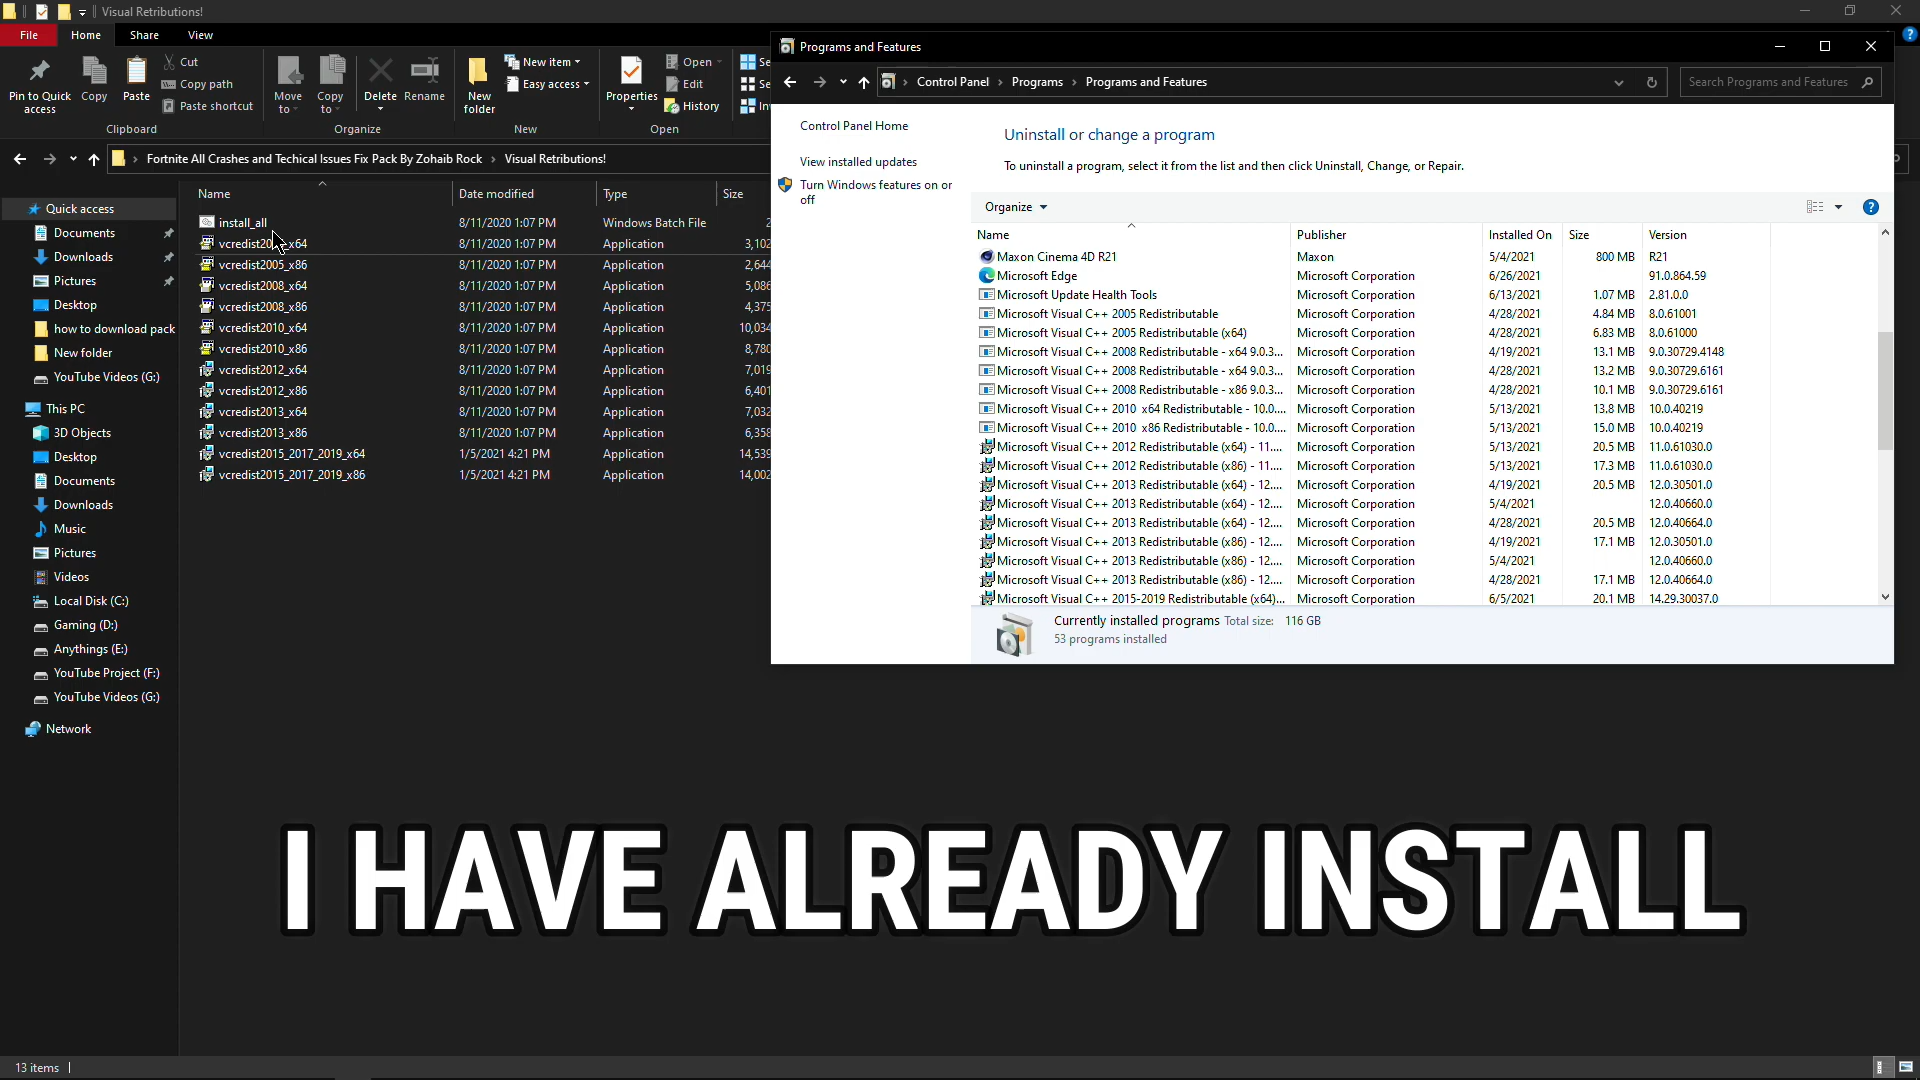 Visual Retributions!
File
Home
Share
View
Pin to Quick access
Copy
Paste
Cut
Copy path
Paste shortcut
Clipboard
Move to
Copy to
Delete
Rename
Organize
New folder
New item
Easy access
New
Properties
Open
Edit
History
Open
Fortnite All Crashes and Techical Issues Fix Pack By Zohaib Rock > Visual Retributions!
Quick access
Documents
Downloads
Pictures
Desktop
how to download pack
New folder
YouTube Videos (G:)
This PC
3D Objects
Desktop
Documents
Downloads
Music
Pictures
Videos
Local Disk (C:)
Gaming (D:)
Anythings (E:)
YouTube Project (F:)
YouTube Videos (G:)
Network
Name Date modified Type Size
install_all 8/11/2020 1:07 PM Windows Batch File
8/11/2020 1:07 PM Application 3,102
vcredist2005_x86 8/11/2020 1:07 PM Application 2,644
vcredist2008_x64 8/11/2020 1:07 PM Application 5,086
vcredist2008_x86 8/11/2020 1:07 PM Application 4,375
vcredist2010_x64 8/11/2020 1:07 PM Application 10,034
vcredist2010_x86 8/11/2020 1:07 PM Application 8,780
vcredist2012_x64 8/11/2020 1:07 PM Application 7,019
vcredist2012_x86 8/11/2020 1:07 PM Application 6,401
vcredist2013_x64 8/11/2020 1:07 PM Application 7,032
vcredist2013_x86 8/11/2020 1:07 PM Application 6,358
vcredist2015_2017_2019_x64 1/5/2021 4:21 PM Application 14,539
vcredist2015_2017_2019_x86 1/5/2021 4:21 PM Application 14,002
Programs and Features
Control Panel > Programs > Programs and Features
Search Programs and Features
Control Panel Home
View installed updates
Turn Windows features on or
off
Uninstall or change a program
To uninstall a program, select it from the list and then click Uninstall, Change, or Repair.
Organize
Name Publisher Installed On Size Version
Maxon Cinema 4D R21 Maxon 5/4/2021 800 MB R21
Microsoft Edge Microsoft Corporation 6/26/2021 91.0.864.59
Microsoft Update Health Tools Microsoft Corporation 6/13/2021 1.07 MB 2.81.0.0
Microsoft Visual C++ 2005 Redistributable Microsoft Corporation 4/28/2021 4.84 MB 8.0.61001
Microsoft Visual C++ 2005 Redistributable (x64) Microsoft Corporation 4/28/2021 6.83 MB 8.0.61000
Microsoft Visual C++ 2008 Redistributable - x64 9.0.3... Microsoft Corporation 4/19/2021 13.1 MB 9.0.30729.4148
Microsoft Visual C++ 2008 Redistributable - x64 9.0.3... Microsoft Corporation 4/28/2021 13.2 MB 9.0.30729.6161
Microsoft Visual C++ 2008 Redistributable - x86 9.0.3... Microsoft Corporation 4/28/2021 10.1 MB 9.0.30729.6161
Microsoft Visual C++ 2010 x64 Redistributable - 10.0.... Microsoft Corporation 5/13/2021 13.8 MB 10.0.40219
Microsoft Visual C++ 2010 x86 Redistributable - 10.0.... Microsoft Corporation 5/13/2021 15.0 MB 10.0.40219
Microsoft Visual C++ 2012 Redistributable (x64) - 11.... Microsoft Corporation 5/13/2021 20.5 MB 11.0.61030.0
Microsoft Visual C++ 2012 Redistributable (x86) - 11.... Microsoft Corporation 5/13/2021 17.3 MB 11.0.61030.0
Microsoft Visual C++ 2013 Redistributable (x64) - 12.... Microsoft Corporation 4/19/2021 20.5 MB 12.0.30501.0
Microsoft Visual C++ 2013 Redistributable (x64) - 12.... Microsoft Corporation 5/4/2021 12.0.40660.0
Microsoft Visual C++ 2013 Redistributable (x64) - 12.... Microsoft Corporation 4/28/2021 20.5 MB 12.0.40664.0
Microsoft Visual C++ 2013 Redistributable (x86) - 12.... Microsoft Corporation 4/19/2021 17.1 MB 12.0.30501.0
Microsoft Visual C++ 2013 Redistributable (x86) - 12.... Microsoft Corporation 5/4/2021 12.0.40660.0
Microsoft Visual C++ 2013 Redistributable (x86) - 12.... Microsoft Corporation 4/28/2021 17.1 MB 12.0.40664.0
Microsoft Visual C++ 2015-2019 Redistributable (x64)... Microsoft Corporation 6/5/2021 20.1 MB 14.29.30037.0
Currently installed programs Total size: 116 GB
53 programs installed
I HAVE ALREADY INSTALL
13 items